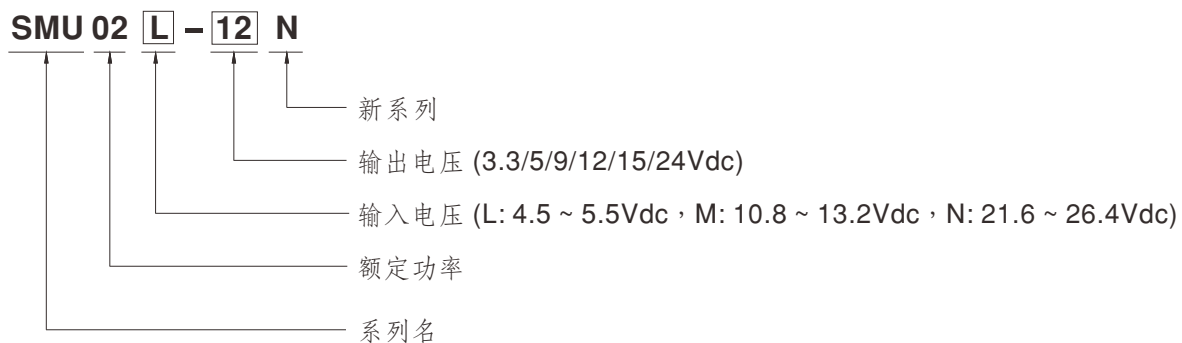 SMU 02 L - 12 N
新系列
输出电压 (3.3/5/9/12/15/24Vdc)
输入电压 (L: 4.5 ~ 5.5Vdc，M: 10.8 ~ 13.2Vdc，N: 21.6 ~ 26.4Vdc)
额定功率
系列名